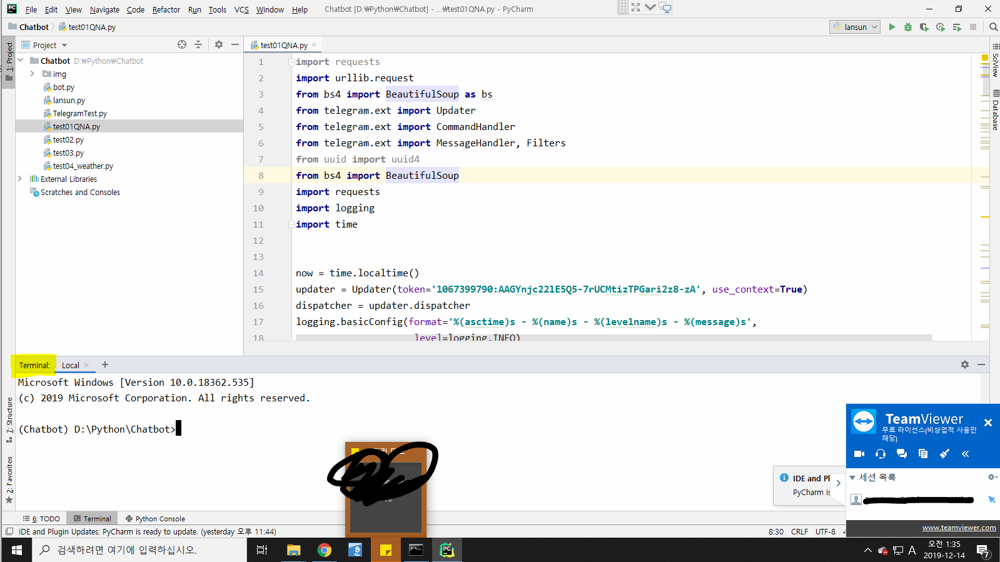 File Edit View Navigate Code Refactor Run Tools VCS Window Help Chatbot [D:₩Python₩Chatbot] - ...₩test01QNA.py - PyCharm
Chatbot test01QNA.py lansun
Project test01QNA.py
1: Project
Chatbot D:₩Python₩Chatbot
img
bot.py
lansun.py
TelegramTest.py
test01QNA.py
test02.py
test03.py
test04_weather.py
External Libraries
Scratches and Consoles
1 import requests
2 import urllib.request
3 from bs4 import BeautifulSoup as bs
4 from telegram.ext import Updater
5 from telegram.ext import CommandHandler
6 from telegram.ext import MessageHandler, Filters
7 from uuid import uuid4
8 from bs4 import BeautifulSoup
9 import requests
10 import logging
11 import time
12
13
14 now = time.localtime()
15 updater = Updater(token='1067399790:AAGYnjc22lE5Q5-7rUCMtizTPGari2z8-zA', use_context=True)
16 dispatcher = updater.dispatcher
17 logging.basicConfig(format='%(asctime)s - %(name)s - %(levelname)s - %(message)s',
18 level=logging.INFO)
SciView
Database
Terminal: Local
Microsoft Windows [Version 10.0.18362.535]
(c) 2019 Microsoft Corporation. All rights reserved.
(Chatbot) D:\Python\Chatbot>
7: Structure
2: Favorites
TeamViewer
무료 라이선스(비상업적 사용만
해당)
세션 목록
www.teamviewer.com
IDE and Pl
PyCharm is
6: TODO Terminal Python Console
IDE and Plugin Updates: PyCharm is ready to update. (yesterday 오후 11:44) 8:30 CRLF UTF-8 4
검색하려면 여기에 입력하십시오. A 오전 1:35
2019-12-14 7